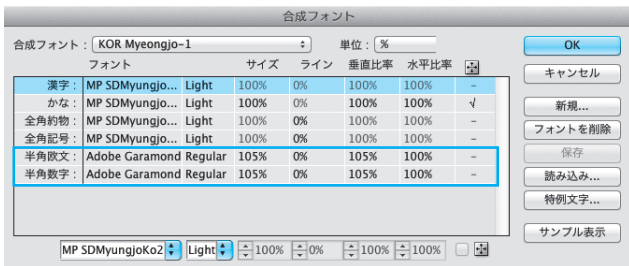 合成フォント
合成フォント： KOR Myeongjo-1 単位： % OK
フォント サイズ ライン 垂直比率 水平比率 キャンセル
漢字： MP SDMyungjo... Light 100% 0% 100% 100% –
かな： MP SDMyungjo... Light 100% 0% 100% 100% √ 新規...
全角約物： MP SDMyungjo... Light 100% 0% 100% 100% – フォントを削除
全角記号： MP SDMyungjo... Light 100% 0% 100% 100% –
半角欧文： Adobe Garamond Regular 105% 0% 105% 100% – 保存
半角数字： Adobe Garamond Regular 105% 0% 105% 100% – 読み込み...
特例文字...
サンプル表示
MP SDMyungjoKo2 Light 100% 0% 100% 100%